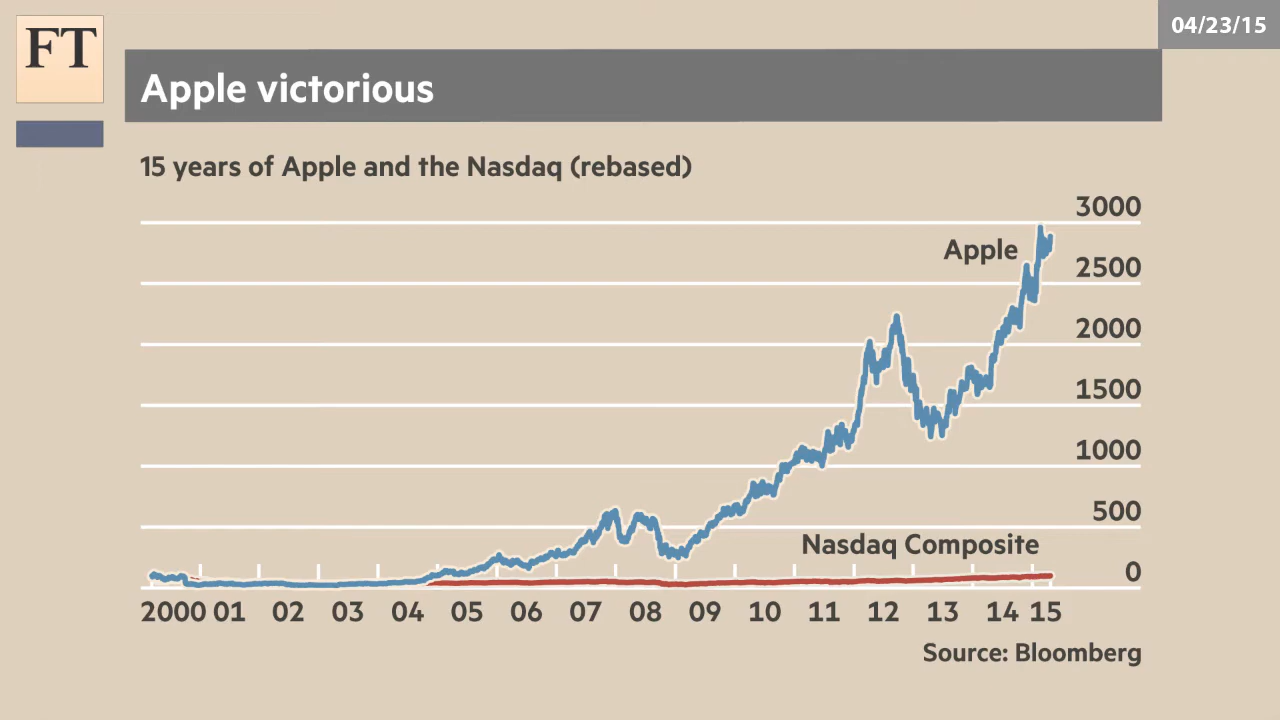 FT
04/23/15
Apple victorious
15 years of Apple and the Nasdaq (rebased)
3000
Apple
2500
2000
1500
1000
500
Nasdaq Composite
0
2000 01 02 03 04 05 06 07 08 09 10 11 12 13 14 15
Source: Bloomberg